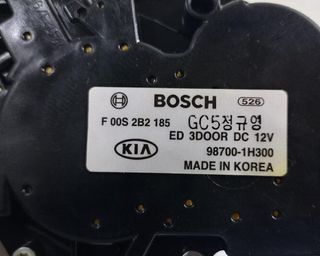 BOSCH 526
F 00S 2B2 185 GC5정규영
ED 3DOOR DC 12V
KIA 98700-1H300
MADE IN KOREA